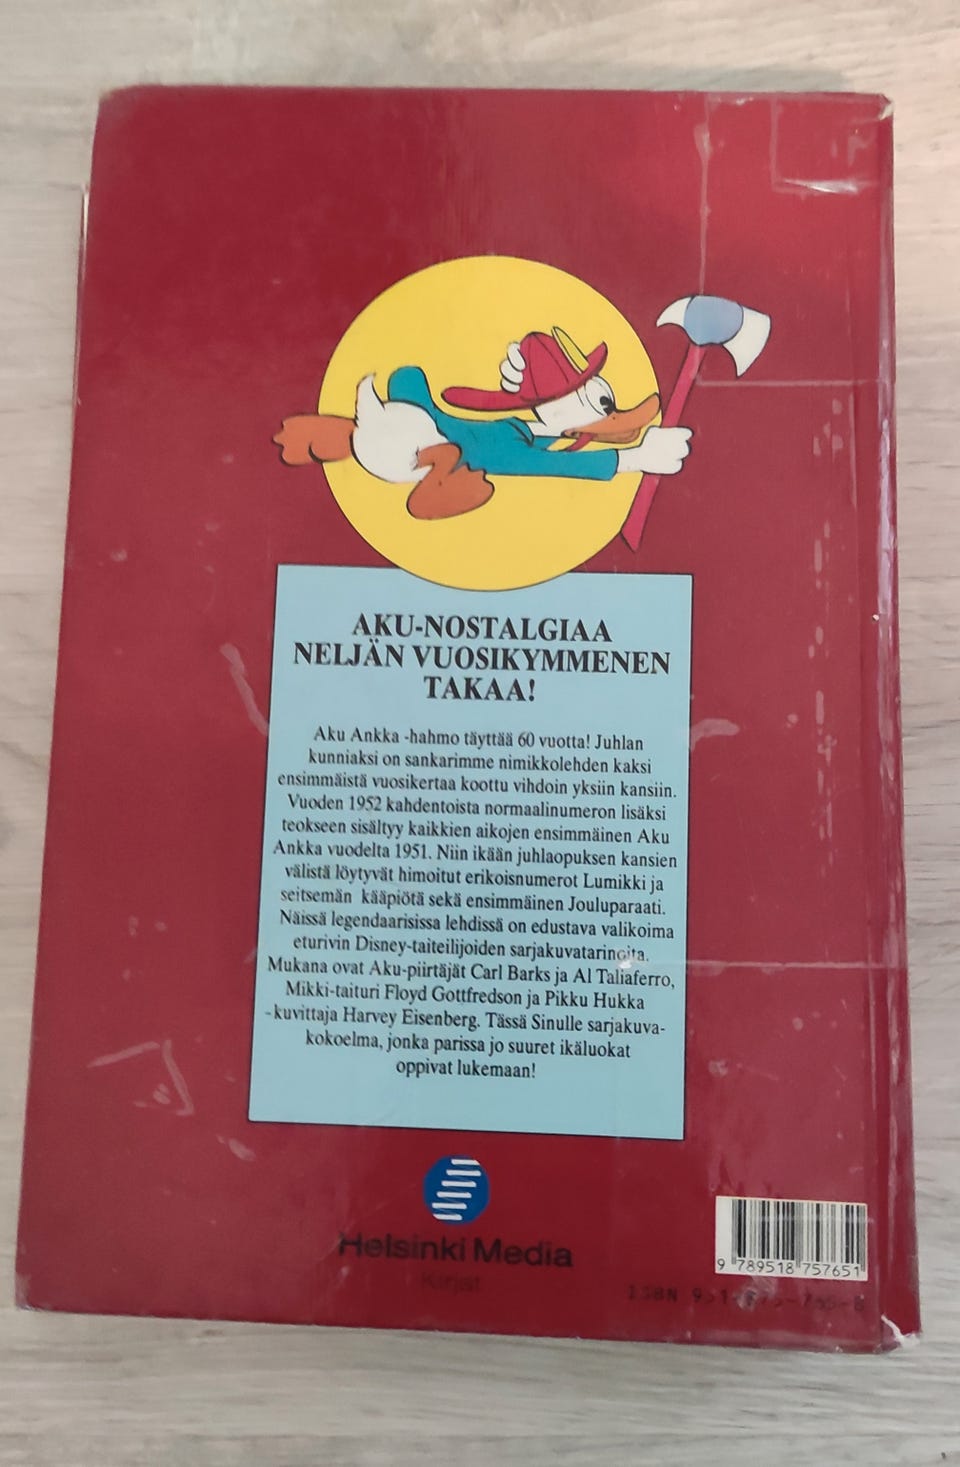 AKU-NOSTALGIAA
NELJÄN VUOSIKYMMENEN
TAKAA!
Aku Ankka -hahmo täyttää 60 vuotta! Juhlan
kunniaksi on sankarimme nimikkolehden kaksi
ensimmäistä vuosikertaa koottu vihdoin yksiin kansiin.
Vuoden 1952 kahdentoista normaalinumeron lisäksi
teokseen sisältyy kaikkien aikojen ensimmäinen Aku
Ankka vuodelta 1951. Niin ikään juhlaopuksen kansien
välistä löytyvät himoitut erikoisnumerot Lumikki ja
seitsemän kääpiötä sekä ensimmäinen Jouluparaati.
Näissä legendaarisissa lehdissä on edustava valikoima
eturivin Disney-taiteilijoiden sarjakuvatarinoita.
Mukana ovat Aku-piirtäjät Carl Barks ja Al Taliaferro,
Mikki-taituri Floyd Gottfredson ja Pikku Hukka
-kuvittaja Harvey Eisenberg. Tässä Sinulle sarjakuva-
kokoelma, jonka parissa jo suuret ikäluokat
oppivat lukemaan!
Helsinki Media
Kirjat
9 789518 757651
ISBN 951-875-765-8